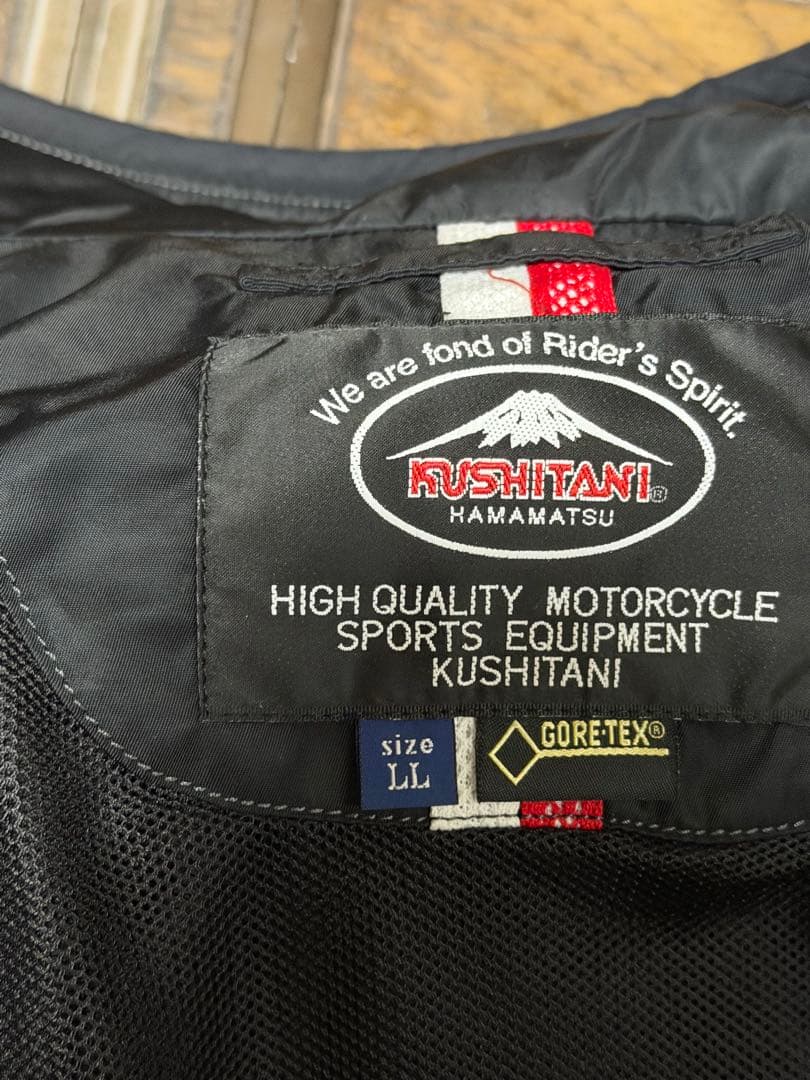 We are fond of Rider's Spirit.
KUSHITANI®
HAMAMATSU
HIGH QUALITY MOTORCYCLE
SPORTS EQUIPMENT
KUSHITANI
size
LL
GORE-TEX®